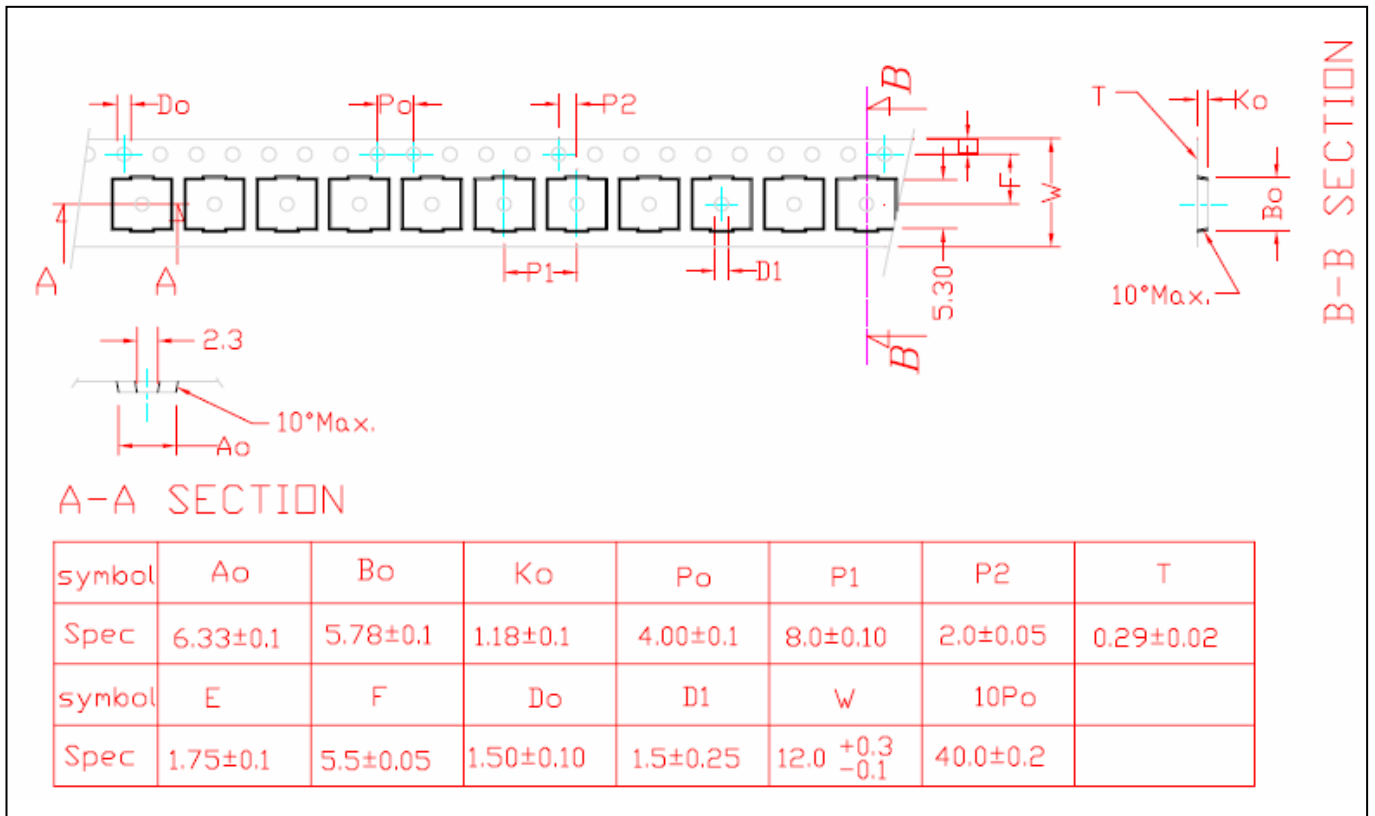 Do
Po
P2
B
E
F
W
T
Ko
Bo
10°Max.
B-B SECTION
A
A
P1
D1
5.30
B
2.3
10°Max.
Ao
A-A SECTION
symbol Ao Bo Ko Po P1 P2 T
Spec 6.33±0.1 5.78±0.1 1.18±0.1 4.00±0.1 8.0±0.10 2.0±0.05 0.29±0.02
symbol E F Do D1 W 10Po
Spec 1.75±0.1 5.5±0.05 1.50±0.10 1.5±0.25 12.0 +0.3 -0.1 40.0±0.2